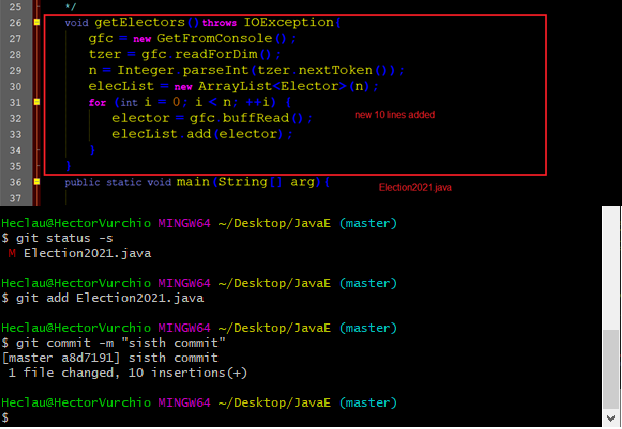 25 */
26 void getElectors()throws IOException{
27 gfc = new GetFromConsole();
28 tzer = gfc.readForDim();
29 n = Integer.parseInt(tzer.nextToken());
30 elecList = new ArrayList<Elector>(n);
31 for (int i = 0; i < n; ++i) {
32 elector = gfc.buffRead();
new 10 lines added
33 elecList.add(elector);
34 }
35 }
36 public static void main(String[] arg){
Election2021.java
37
Heclau@HectorVurchio MINGW64 ~/Desktop/JavaE (master)
$ git status -s
M Election2021.java
Heclau@HectorVurchio MINGW64 ~/Desktop/JavaE (master)
$ git add Election2021.java
Heclau@HectorVurchio MINGW64 ~/Desktop/JavaE (master)
$ git commit -m "sisth commit"
[master a8d7191] sisth commit
1 file changed, 10 insertions(+)
Heclau@HectorVurchio MINGW64 ~/Desktop/JavaE (master)
$